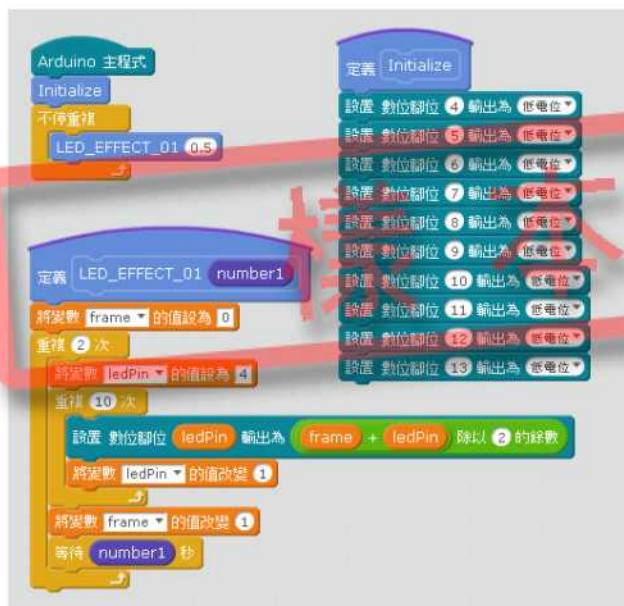 Arduino 主程式
Initialize
不停重複
LED_EFFECT_01 0.5
定義 Initialize
設置 數位腳位 4 輸出為 低電位
設置 數位腳位 5 輸出為 低電位
設置 數位腳位 6 輸出為 低電位
設置 數位腳位 7 輸出為 低電位
設置 數位腳位 8 輸出為 低電位
設置 數位腳位 9 輸出為 低電位
設置 數位腳位 10 輸出為 低電位
設置 數位腳位 11 輸出為 低電位
設置 數位腳位 12 輸出為 低電位
設置 數位腳位 13 輸出為 低電位
定義 LED_EFFECT_01 number1
將變數 frame 的值設為 0
重複 2 次
將變數 ledPin 的值設為 4
重複 10 次
設置 數位腳位 ledPin 輸出為 frame + ledPin 除以 2 的餘數
將變數 ledPin 的值改變 1
將變數 frame 的值改變 1
等待 number1 秒
樣本